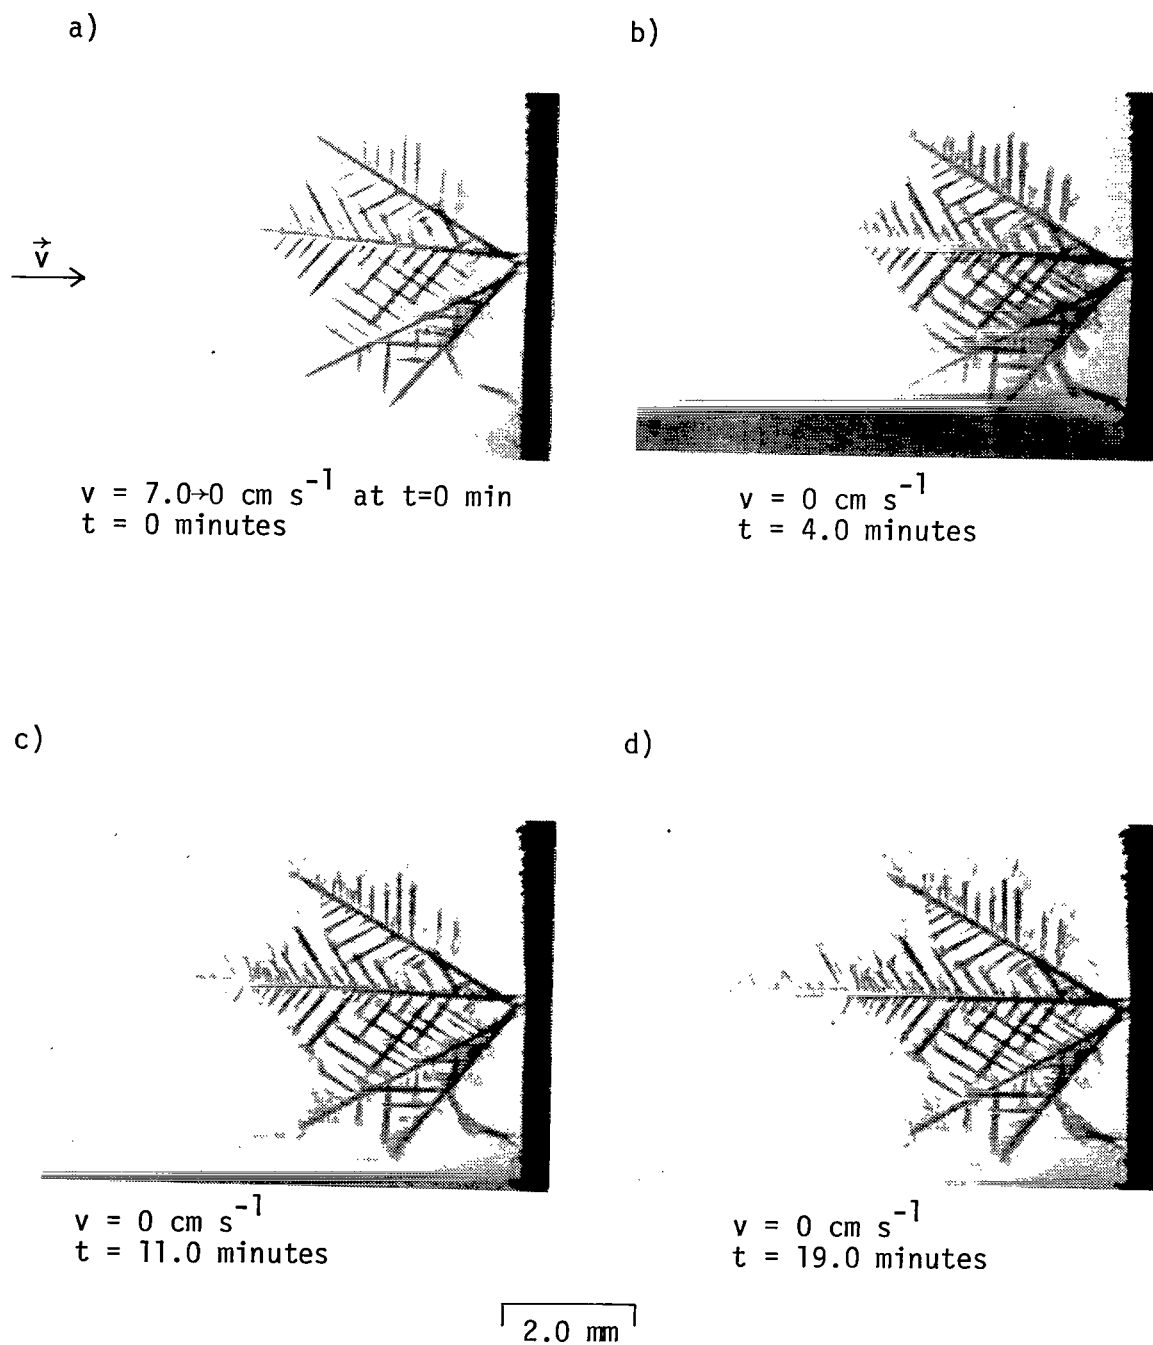 a)
b)
v⃗
v = 7.0→0 cm s⁻¹ at t=0 min
t = 0 minutes
v = 0 cm s⁻¹
t = 4.0 minutes
c)
d)
v = 0 cm s⁻¹
t = 11.0 minutes
v = 0 cm s⁻¹
t = 19.0 minutes
2.0 mm